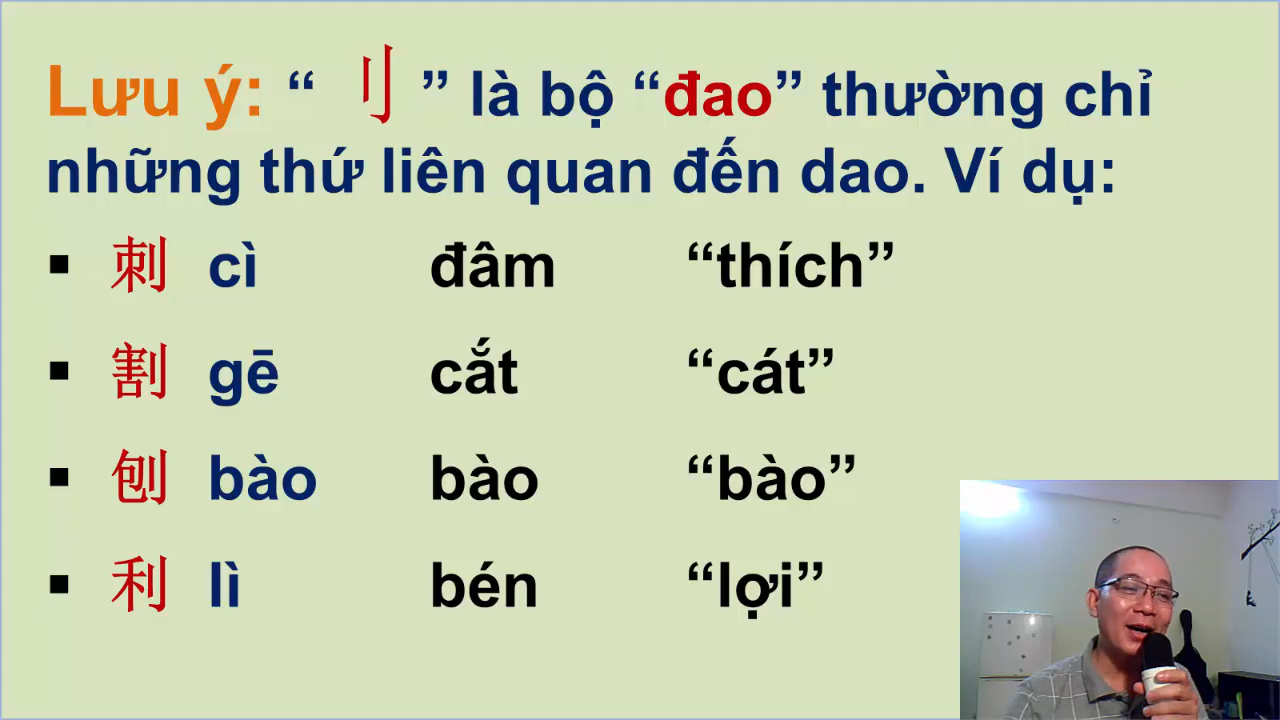 Lưu ý: “刂” là bộ “đao” thường chỉ
những thứ liên quan đến dao. Ví dụ:
▪ 刺 cì đâm “thích”
▪ 割 gē cắt “cát”
▪ 刨 bào bào “bào”
▪ 利 lì bén “lợi”